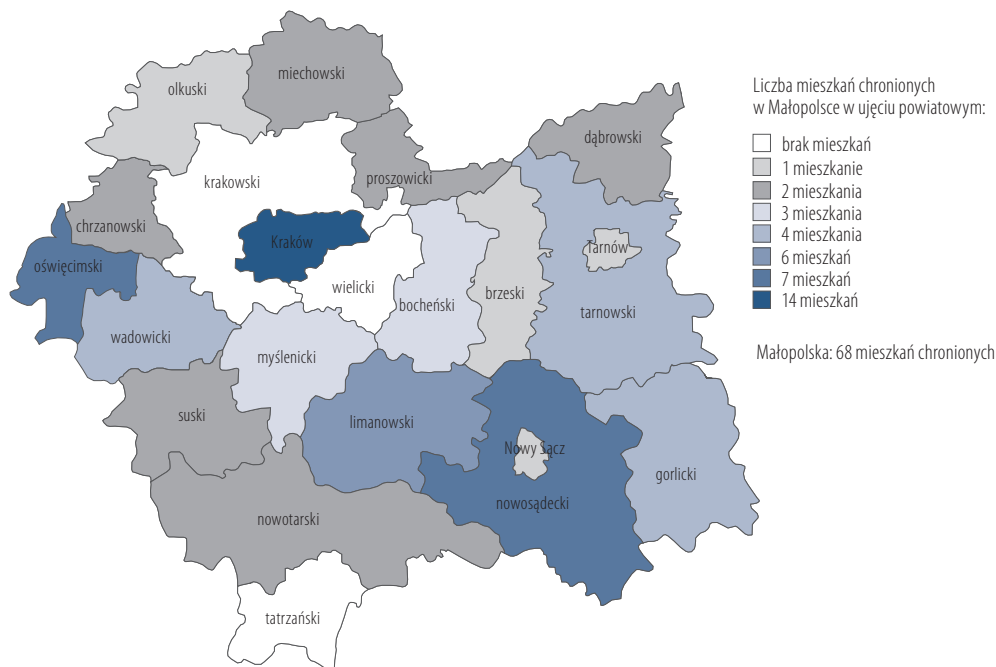 miechowski
olkuski
dąbrowski
krakowski
proszowicki
chrzanowski
Kraków
Tarnów
oświęcimski
wielicki
brzeski
bocheński
tarnowski
wadowicki
myślenicki
suski
limanowski
Nowy Sącz
gorlicki
nowosądecki
nowotarski
tatrzański
Liczba mieszkań chronionych
w Małopolsce w ujęciu powiatowym:
brak mieszkań
1 mieszkanie
2 mieszkania
3 mieszkania
4 mieszkania
6 mieszkań
7 mieszkań
14 mieszkań
Małopolska: 68 mieszkań chronionych